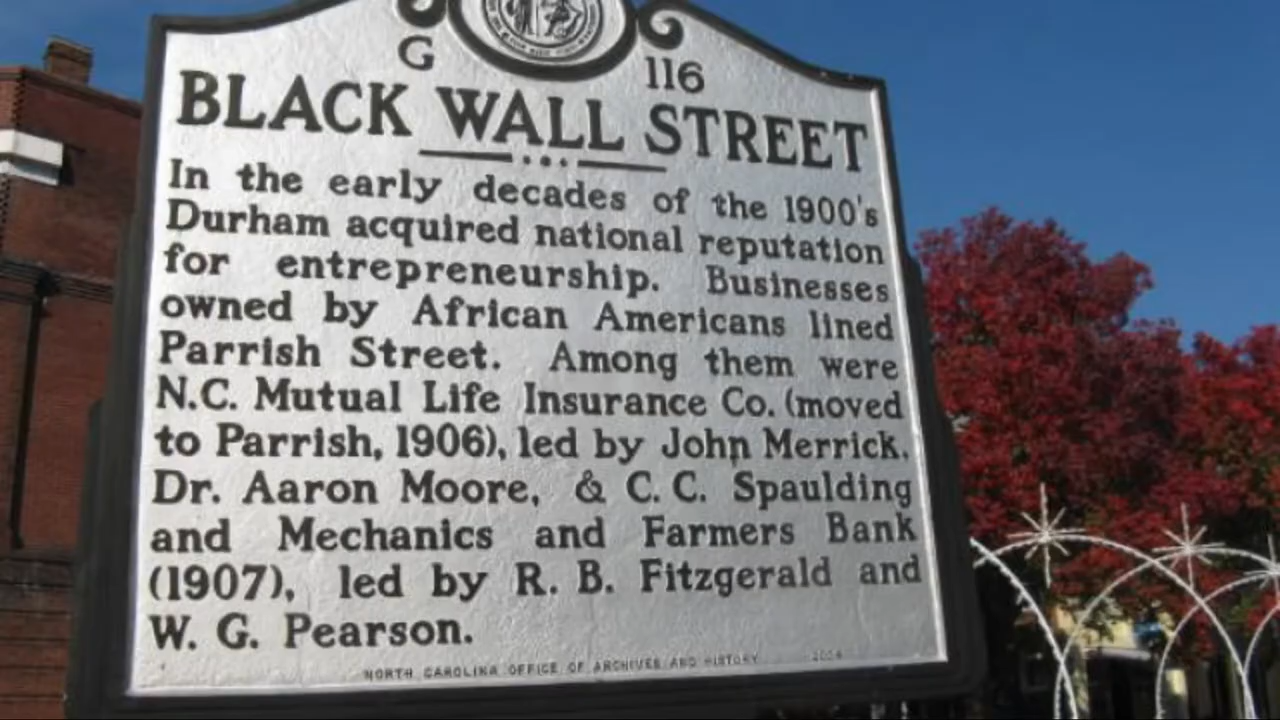 G 116
BLACK WALL STREET
In the early decades of the 1900's
Durham acquired national reputation
for entrepreneurship. Businesses
owned by African Americans lined
Parrish Street. Among them were
N.C. Mutual Life Insurance Co. (moved
to Parrish, 1906), led by John Merrick,
Dr. Aaron Moore, & C. C. Spaulding
and Mechanics and Farmers Bank
(1907), led by R. B. Fitzgerald and
W. G. Pearson.
NORTH CAROLINA OFFICE OF ARCHIVES AND HISTORY